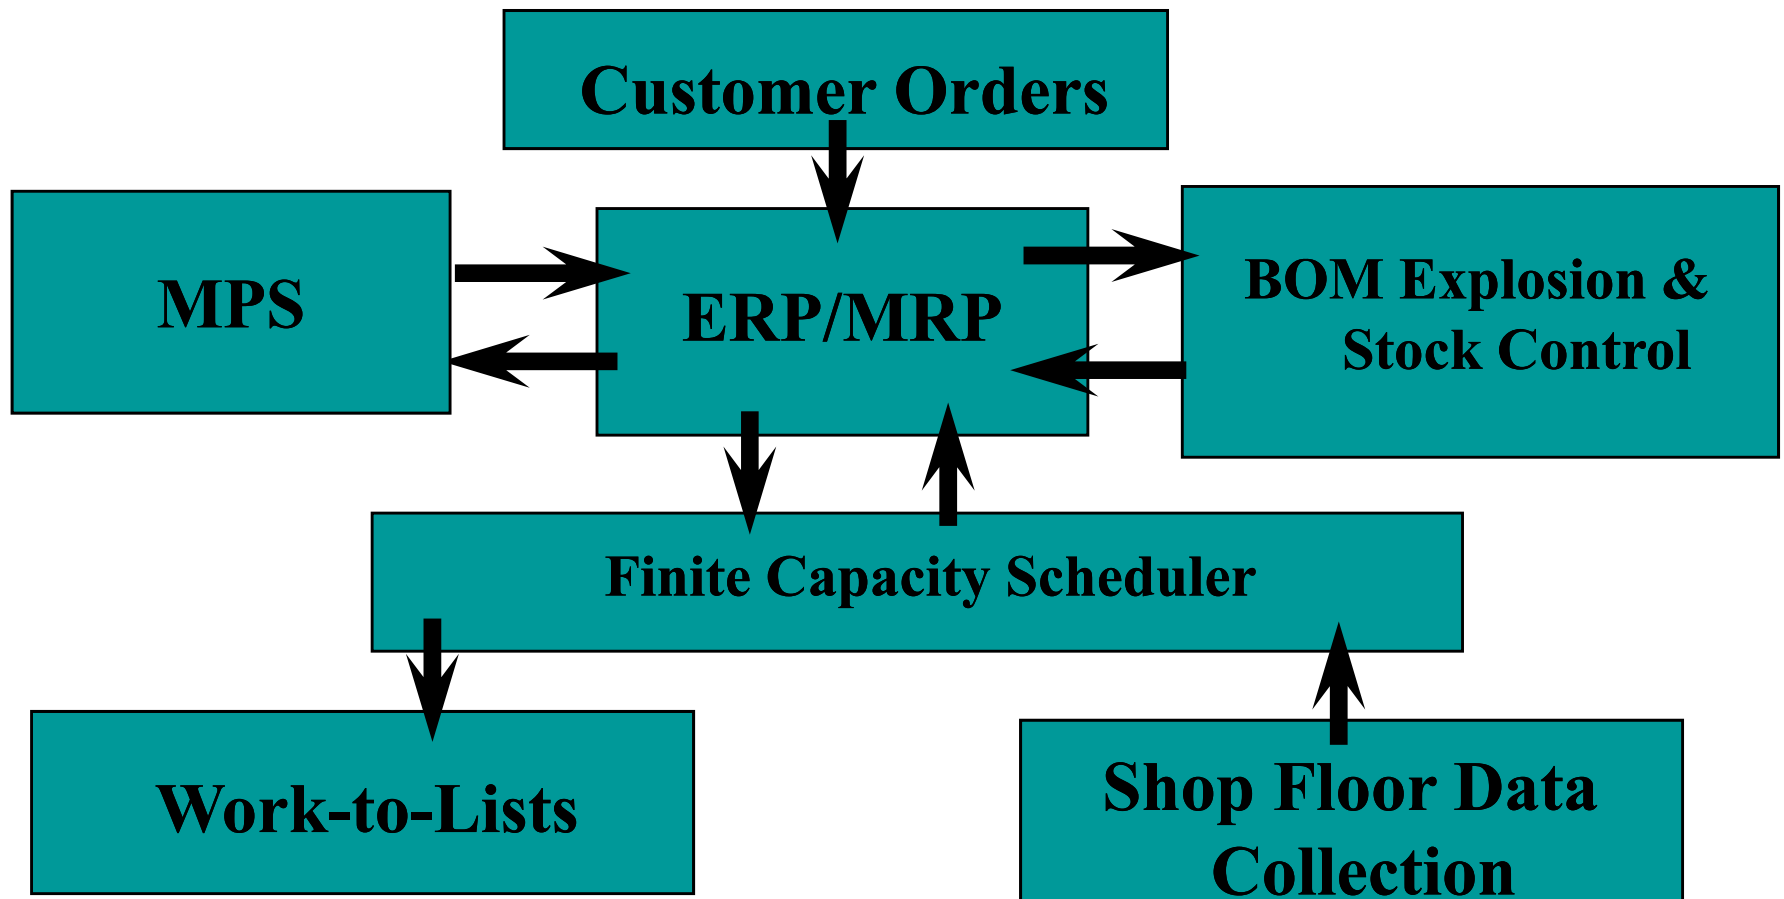 Customer Orders
MPS
ERP/MRP
BOM Explosion &
Stock Control
Finite Capacity Scheduler
Work-to-Lists
Shop Floor Data
Collection